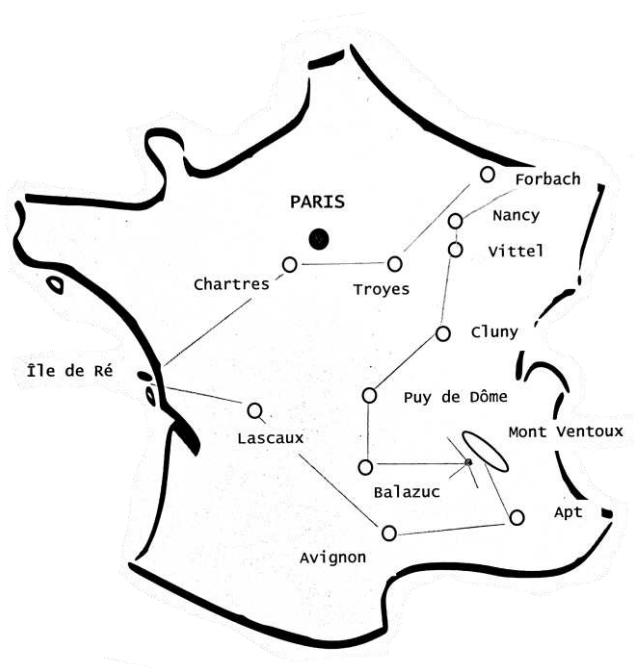 Forbach
PARIS
Nancy
Vittel
Chartres
Troyes
Cluny
Île de Ré
Puy de Dôme
Mont Ventoux
Lascaux
Balazuc
Apt
Avignon